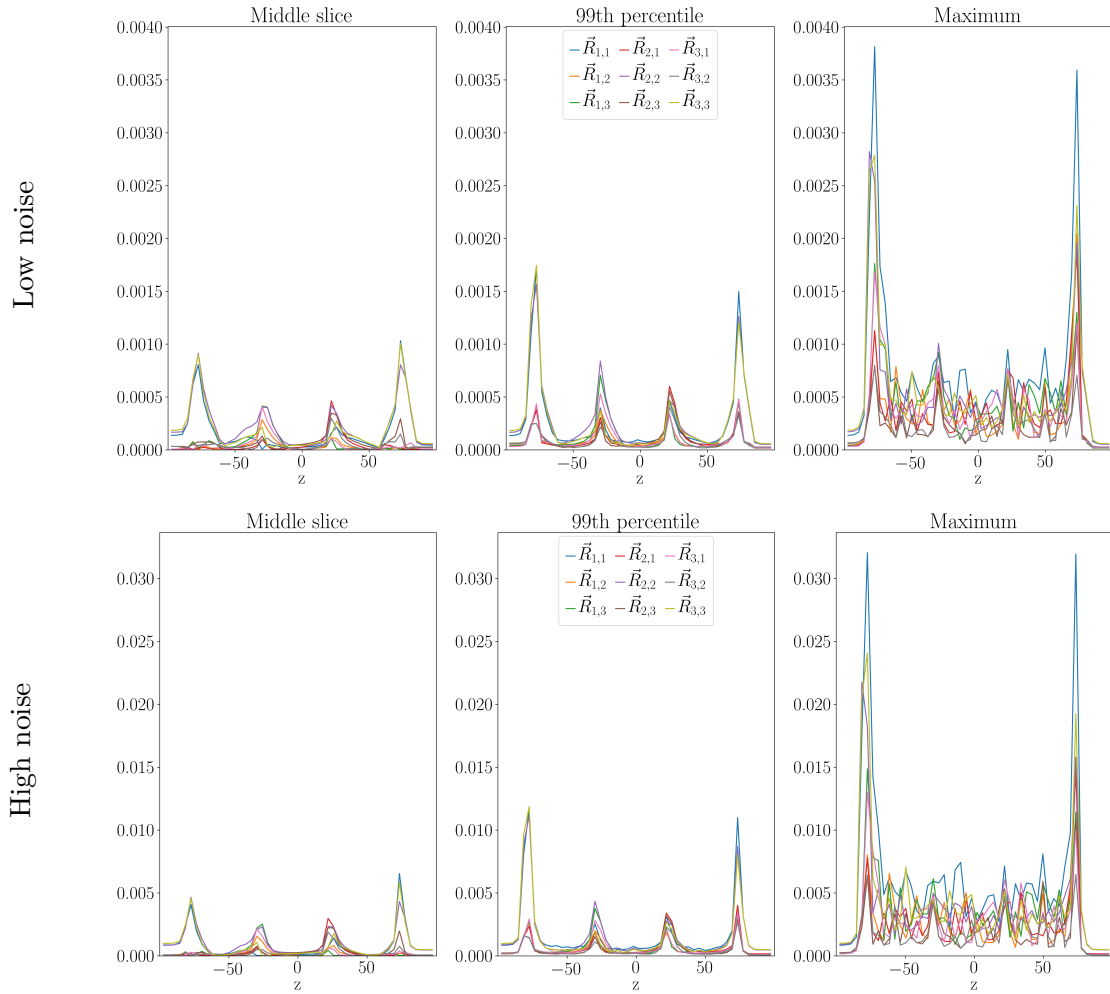 Low noise
Middle slice
0.0040
0.0035
0.0030
0.0025
0.0020
0.0015
0.0010
0.0005
0.0000
−50 0 50
z
99th percentile
0.0040
0.0035
0.0030
0.0025
0.0020
0.0015
0.0010
0.0005
0.0000
R⃗1,1 R⃗2,1 R⃗3,1
R⃗1,2 R⃗2,2 R⃗3,2
R⃗1,3 R⃗2,3 R⃗3,3
−50 0 50
z
Maximum
0.0040
0.0035
0.0030
0.0025
0.0020
0.0015
0.0010
0.0005
0.0000
−50 0 50
z
High noise
Middle slice
0.030
0.025
0.020
0.015
0.010
0.005
0.000
−50 0 50
z
99th percentile
0.030
0.025
0.020
0.015
0.010
0.005
0.000
R⃗1,1 R⃗2,1 R⃗3,1
R⃗1,2 R⃗2,2 R⃗3,2
R⃗1,3 R⃗2,3 R⃗3,3
−50 0 50
z
Maximum
0.030
0.025
0.020
0.015
0.010
0.005
0.000
−50 0 50
z